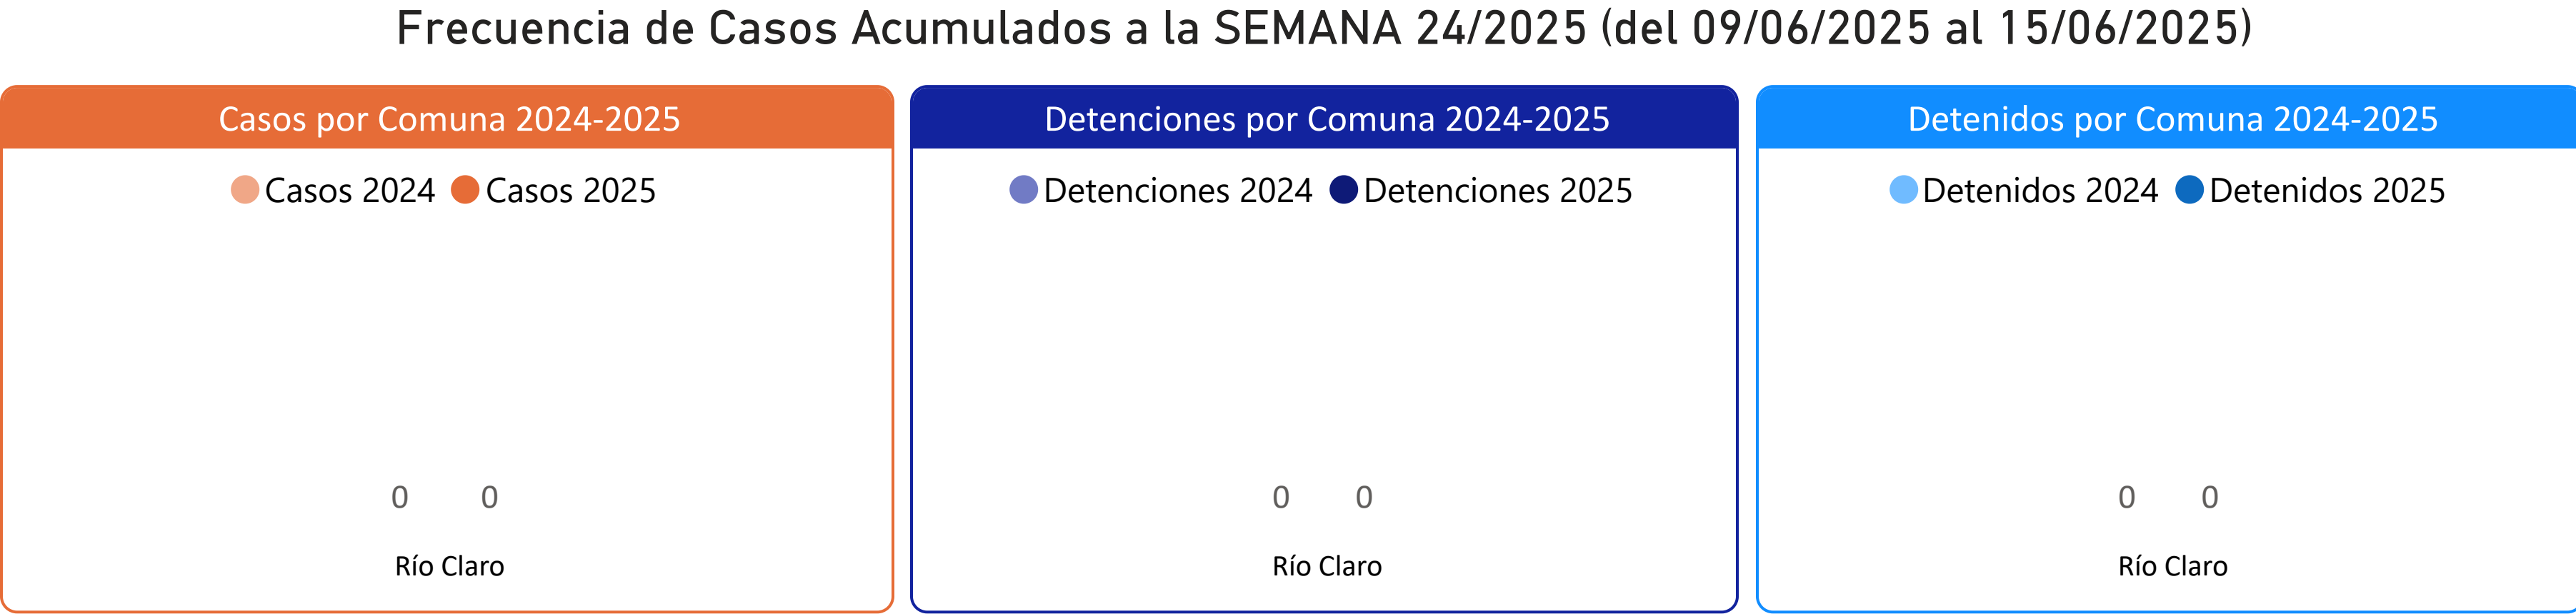 Frecuencia de Casos Acumulados a la SEMANA 24/2025 (del 09/06/2025 al 15/06/2025)
Casos por Comuna 2024-2025
Casos 2024 Casos 2025
0 0
Río Claro
Detenciones por Comuna 2024-2025
Detenciones 2024 Detenciones 2025
0 0
Río Claro
Detenidos por Comuna 2024-2025
Detenidos 2024 Detenidos 2025
0 0
Río Claro